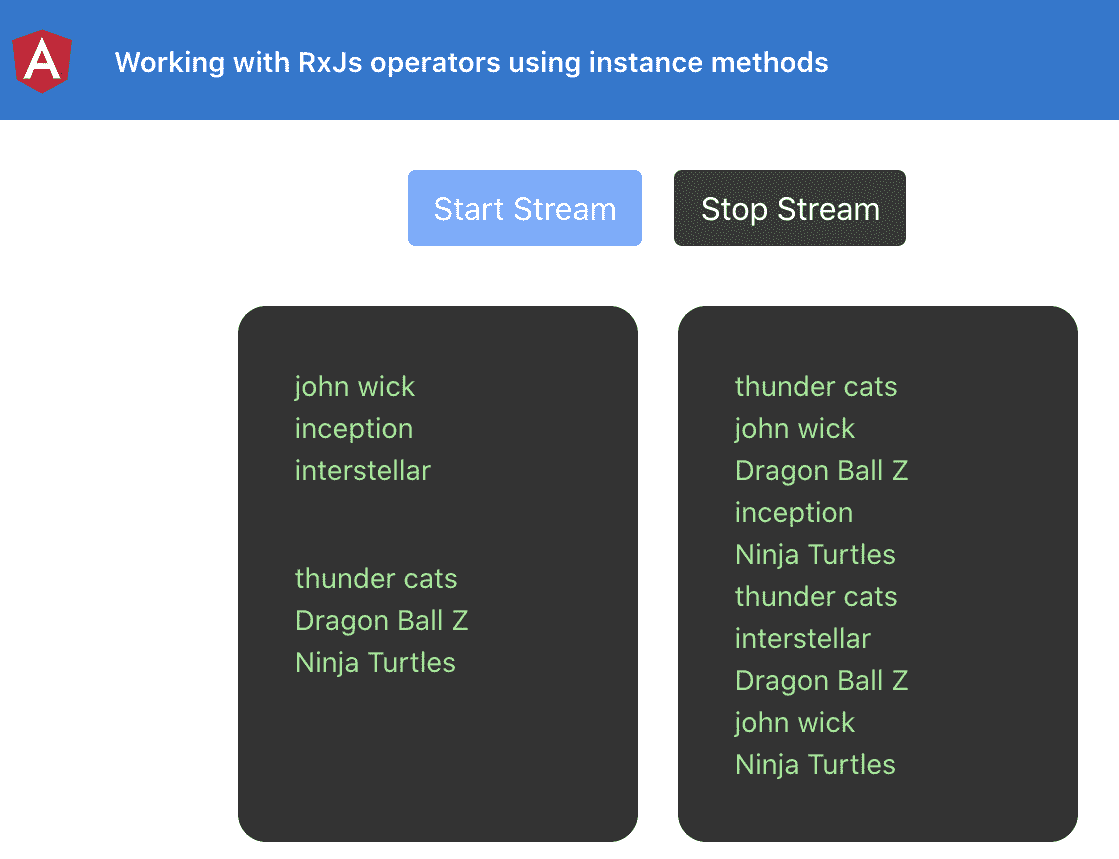 Working with RxJs operators using instance methods
Start Stream
Stop Stream
john wick
inception
interstellar
thunder cats
Dragon Ball Z
Ninja Turtles
thunder cats
john wick
Dragon Ball Z
inception
Ninja Turtles
thunder cats
interstellar
Dragon Ball Z
john wick
Ninja Turtles